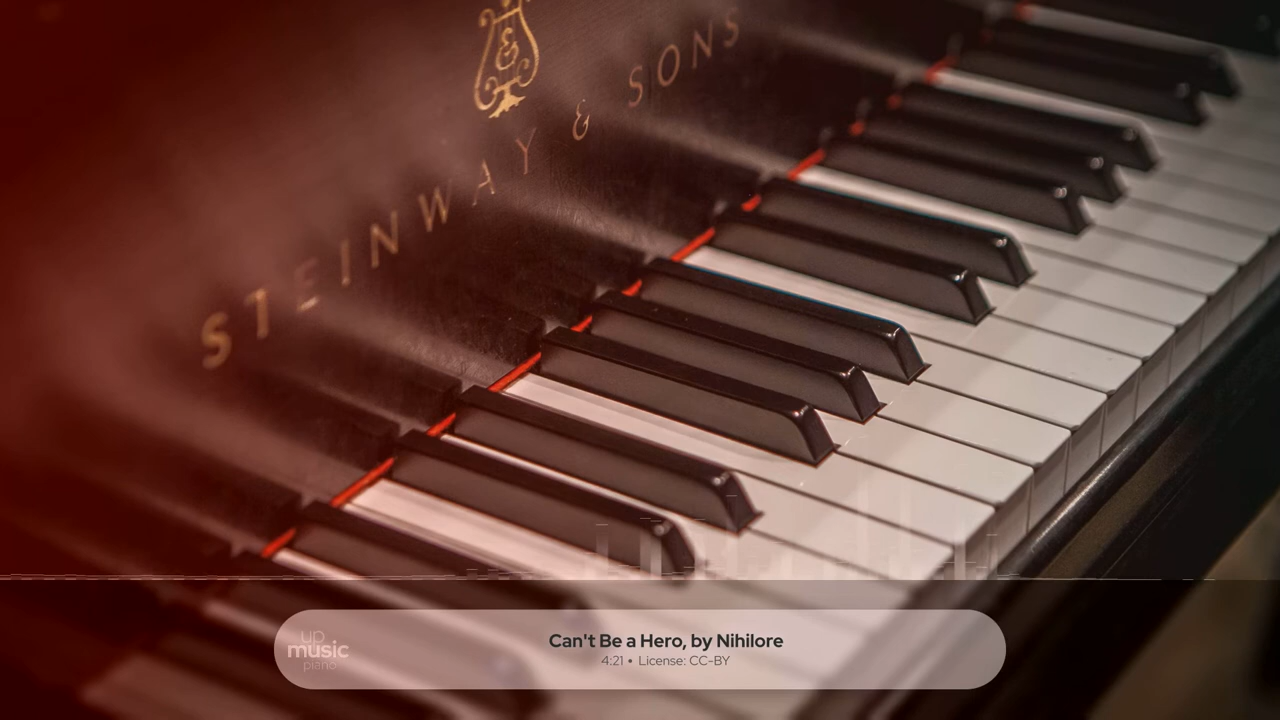 STEINWAY & SONS
up
music
piano
Can't Be a Hero, by Nihilore
4:21 • License: CC-BY